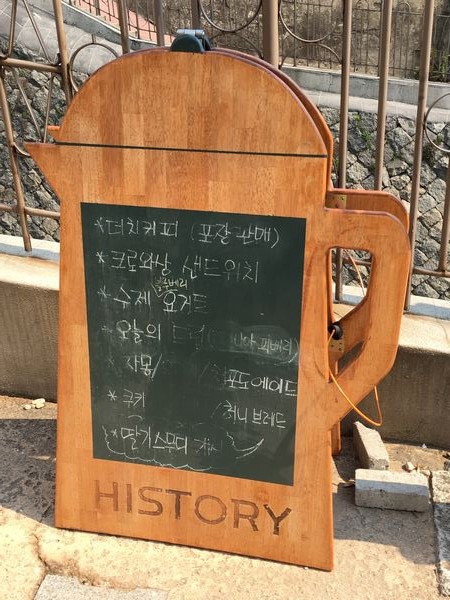 * 더치커피 (포장판매)
* 크로와상 샌드위치
블루베리
* 수제 요거트
* 오늘의
* 자몽/ 청포도에이드
* 쿠키 /허니브레드
* 딸기스무디
HISTORY